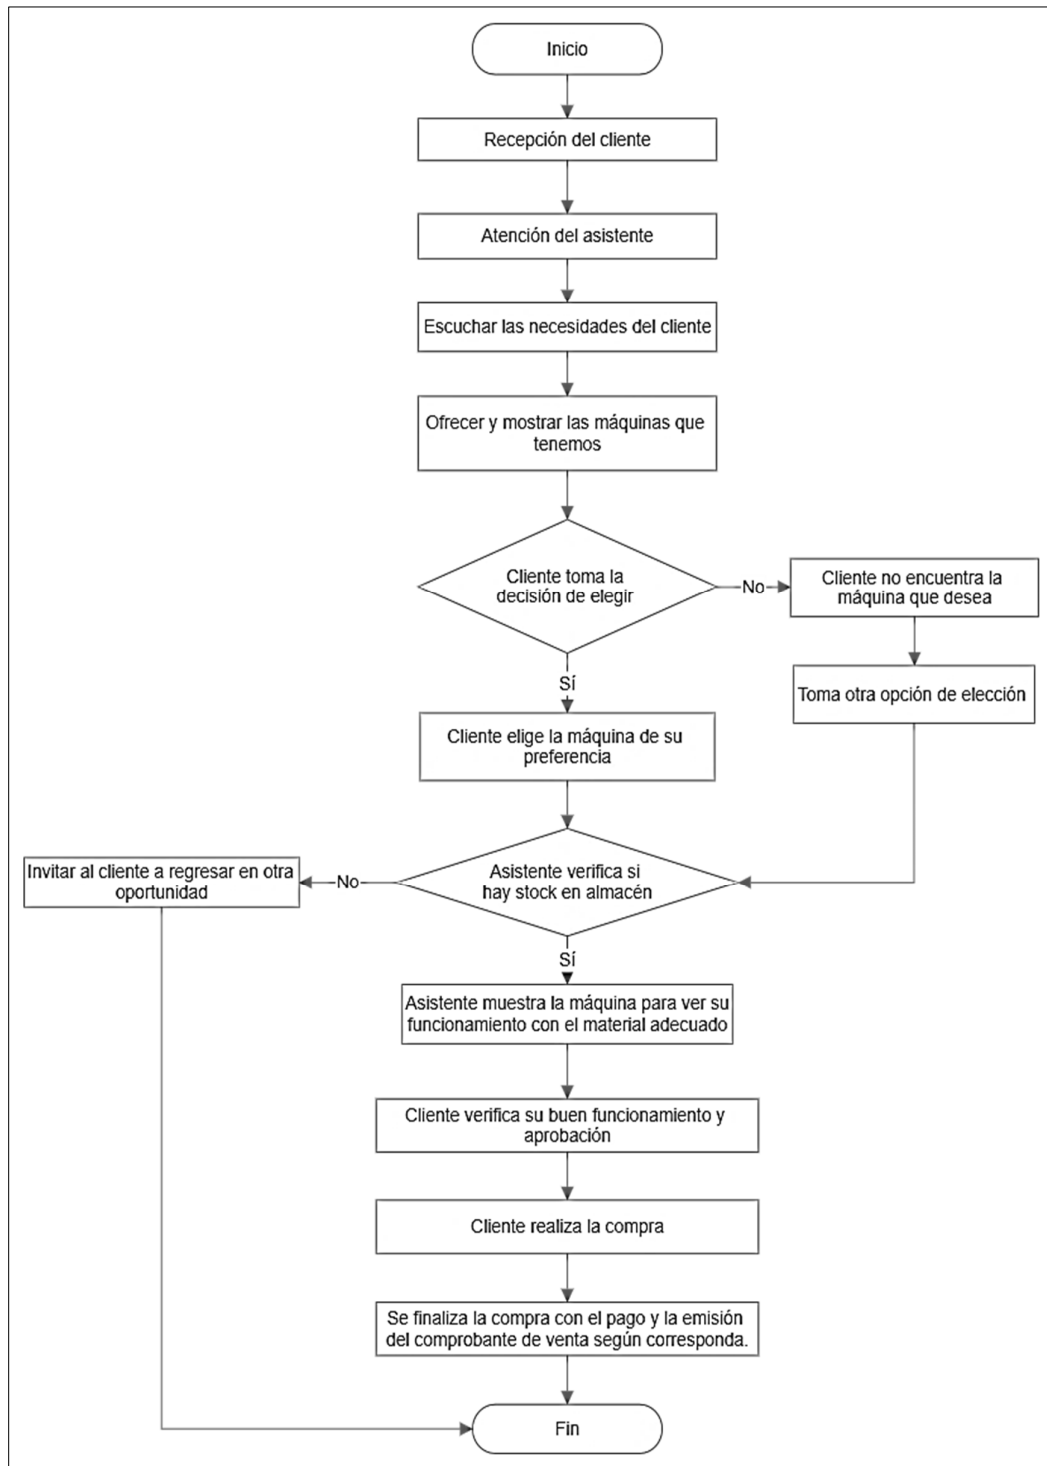 Inicio
Recepción del cliente
Atención del asistente
Escuchar las necesidades del cliente
Ofrecer y mostrar las máquinas que
tenemos
Cliente toma la
decisión de elegir
No
Cliente no encuentra la
máquina que desea
Toma otra opción de elección
Sí
Cliente elige la máquina de su
preferencia
Asistente verifica si
hay stock en almacén
No
Invitar al cliente a regresar en otra
oportunidad
Sí
Asistente muestra la máquina para ver su
funcionamiento con el material adecuado
Cliente verifica su buen funcionamiento y
aprobación
Cliente realiza la compra
Se finaliza la compra con el pago y la emisión
del comprobante de venta según corresponda.
Fin